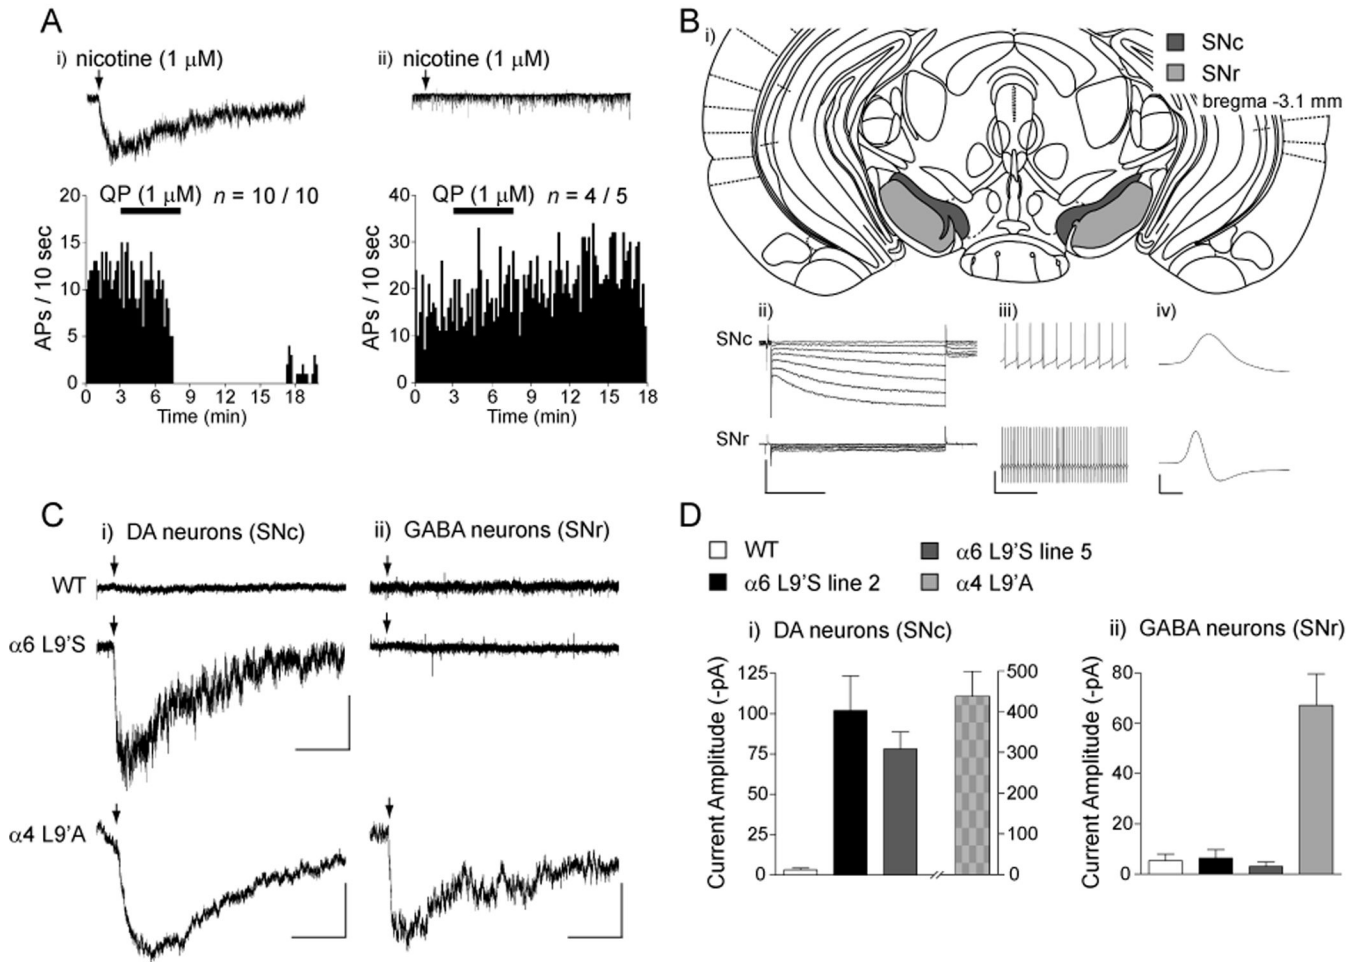 A
i) nicotine (1 μM)
ii) nicotine (1 μM)
QP (1 μM) n = 10 / 10
APs / 10 sec
20
15
10
5
0
0 3 6 9 12 15 18
Time (min)
QP (1 μM) n = 4 / 5
APs / 10 sec
40
30
20
10
0
0 3 6 9 12 15 18
Time (min)
B
i)
SNc
SNr
bregma -3.1 mm
ii)
iii)
iv)
SNc
SNr
C
i) DA neurons (SNc)
ii) GABA neurons (SNr)
WT
α6 L9'S
α4 L9'A
D
WT
α6 L9'S line 5
α6 L9'S line 2
α4 L9'A
i) DA neurons (SNc)
Current Amplitude (-pA)
125
100
75
50
25
0
500
400
300
200
100
0
ii) GABA neurons (SNr)
Current Amplitude (-pA)
80
60
40
20
0